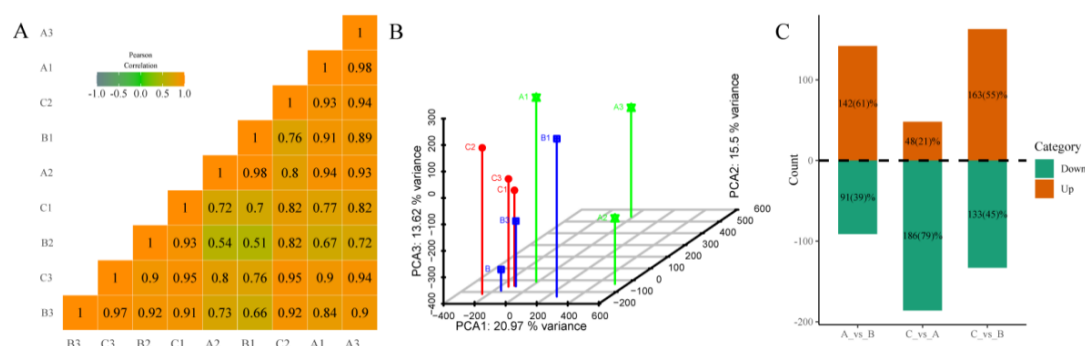 A
A3
1
A1
1
0.98
C2
1
0.93
0.94
B1
1
0.76
0.91
0.89
A2
1
0.98
0.8
0.94
0.93
C1
1
0.72
0.7
0.82
0.77
0.82
B2
1
0.93
0.54
0.51
0.82
0.67
0.72
C3
1
0.9
0.95
0.8
0.76
0.95
0.9
0.94
B3
1
0.97
0.92
0.91
0.73
0.66
0.92
0.84
0.9
B3
C3
B2
C1
A2
B1
C2
A1
A3
Pearson
Correlation
-1.0
-0.5
0.0
0.5
1.0
B
PCA3: 13.62 % variance
300
200
100
0
-100
-200
-300
-400
-400
-200
0
200
400
600
PCA1: 20.97 % variance
PCA2: 15.5 % variance
-200
-100
0
100
200
300
400
500
600
A1
A3
B1
C2
C3
C1
B3
B
C
Count
100
0
-100
-200
142(61)%
91(39)%
48(21)%
186(79)%
163(55)%
133(45)%
A_vs_B
C_vs_A
C_vs_B
Category
Down
Up